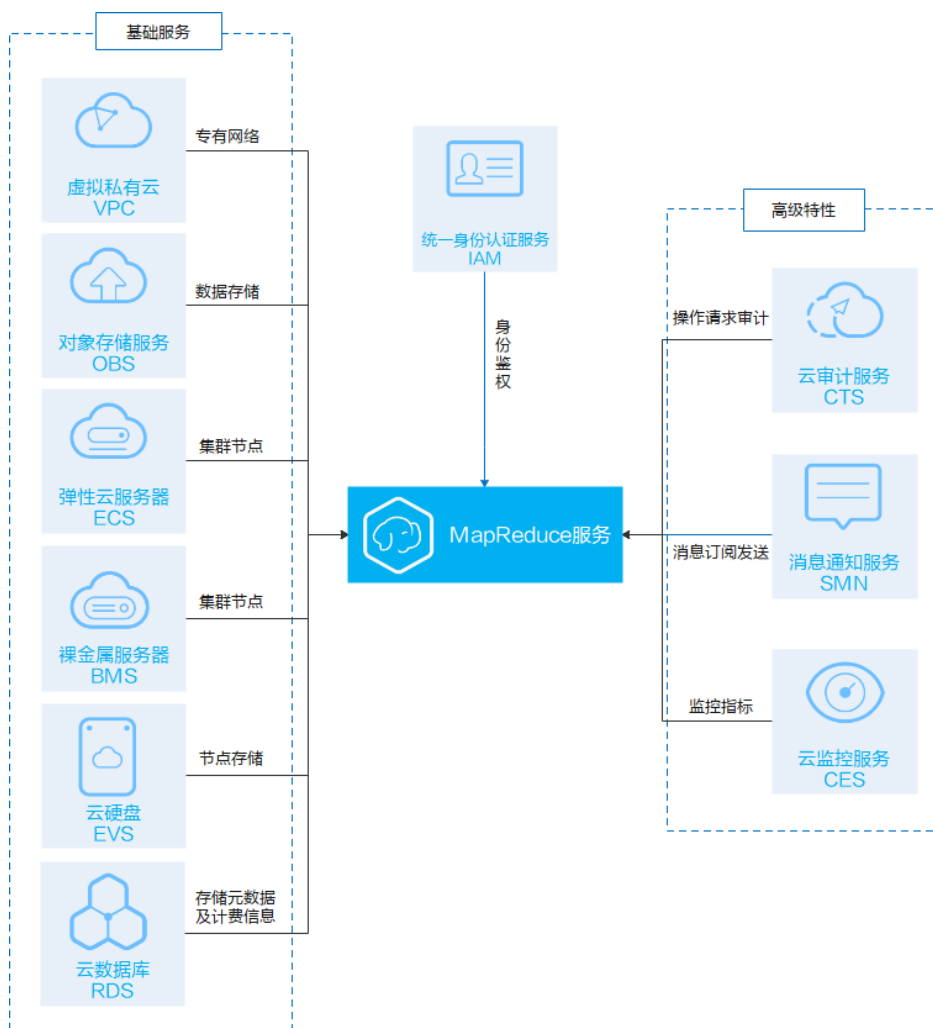 基础服务
专有网络
虚拟私有云
VPC
数据存储
对象存储服务
OBS
集群节点
弹性云服务器
ECS
集群节点
裸金属服务器
BMS
节点存储
云硬盘
EVS
存储元数据
及计费信息
云数据库
RDS
统一身份认证服务
IAM
身份鉴权
MapReduce服务
高级特性
操作请求审计
云审计服务
CTS
消息订阅发送
消息通知服务
SMN
监控指标
云监控服务
CES